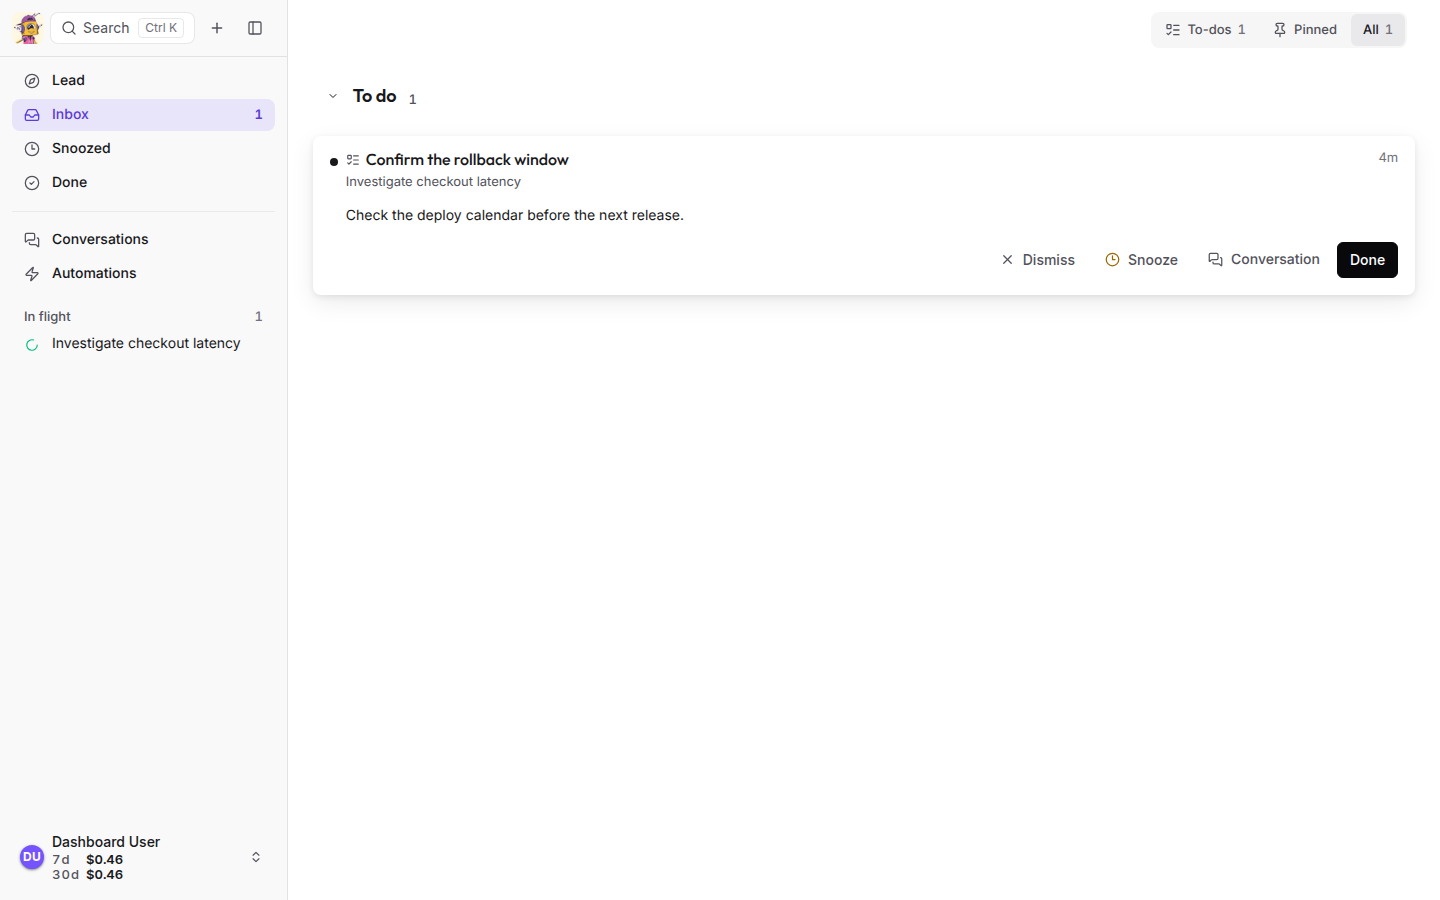 Search Ctrl K
To-dos 1 Pinned All 1
Lead
Inbox 1
Snoozed
Done
Conversations
Automations
In flight 1
Investigate checkout latency
To do 1
Confirm the rollback window 4m
Investigate checkout latency
Check the deploy calendar before the next release.
Dismiss Snooze Conversation Done
DU Dashboard User
7d $0.46
30d $0.46